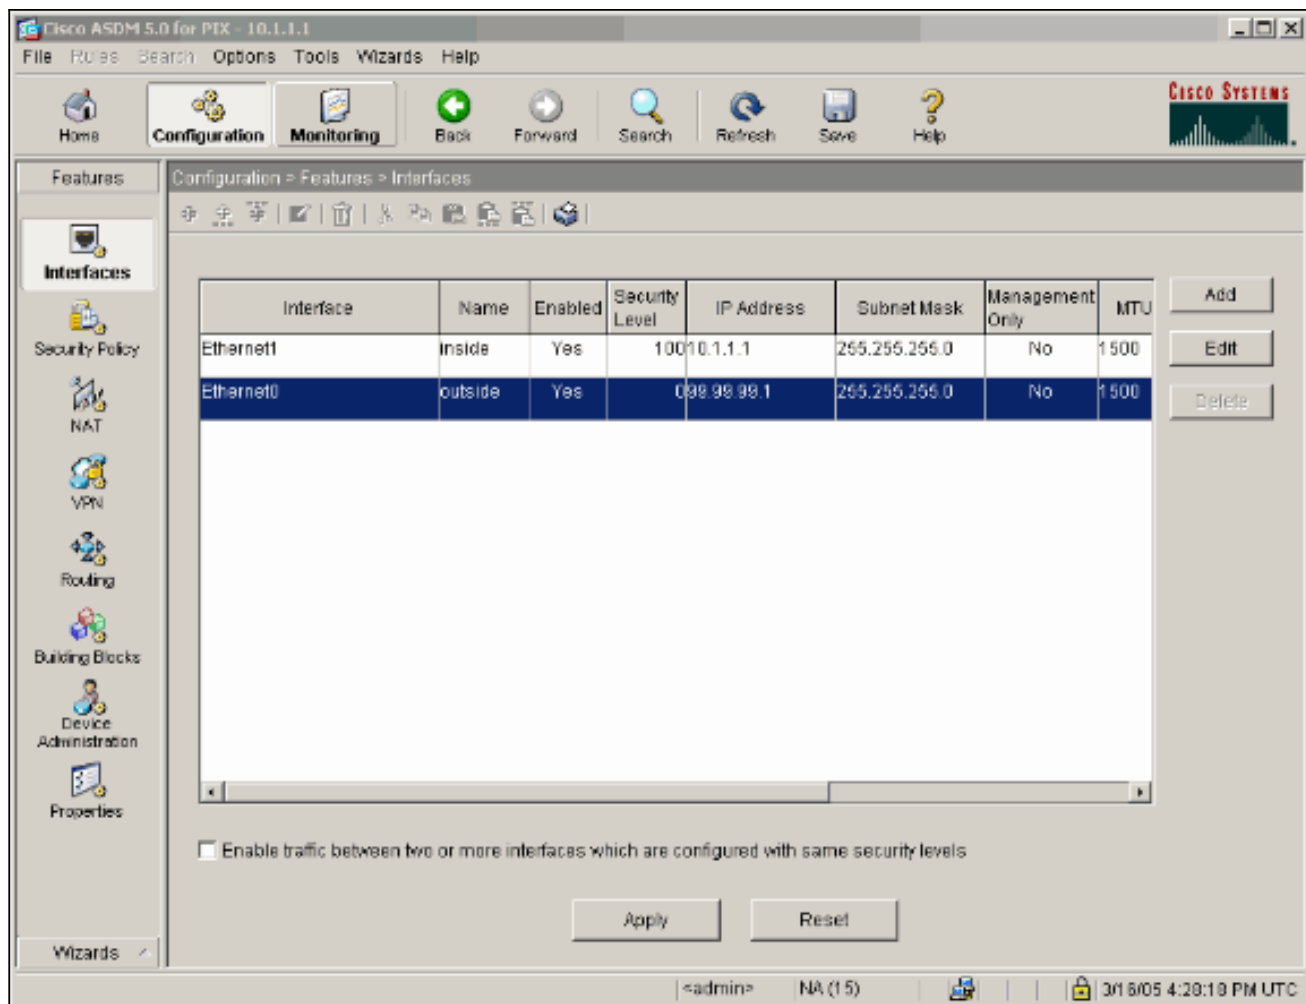 Cisco ASDM 5.0 for PIX - 10.1.1.1
File Rules Search Options Tools Wizards Help
Home Configuration Monitoring Back Forward Search Refresh Save Help
CISCO SYSTEMS
Features
Configuration > Features > Interfaces
Interfaces
Security Policy
NAT
VPN
Routing
Building Blocks
Device Administration
Properties
Wizards
Interface Name Enabled Security Level IP Address Subnet Mask Management Only MTU
Ethernet1 inside Yes 100 10.1.1.1 255.255.255.0 No 1500
Ethernet0 outside Yes 0 99.99.99.1 255.255.255.0 No 1500
Add
Edit
Delete
Enable traffic between two or more interfaces which are configured with same security levels
Apply Reset
<admin> NA (15) 3/16/05 4:28:18 PM UTC